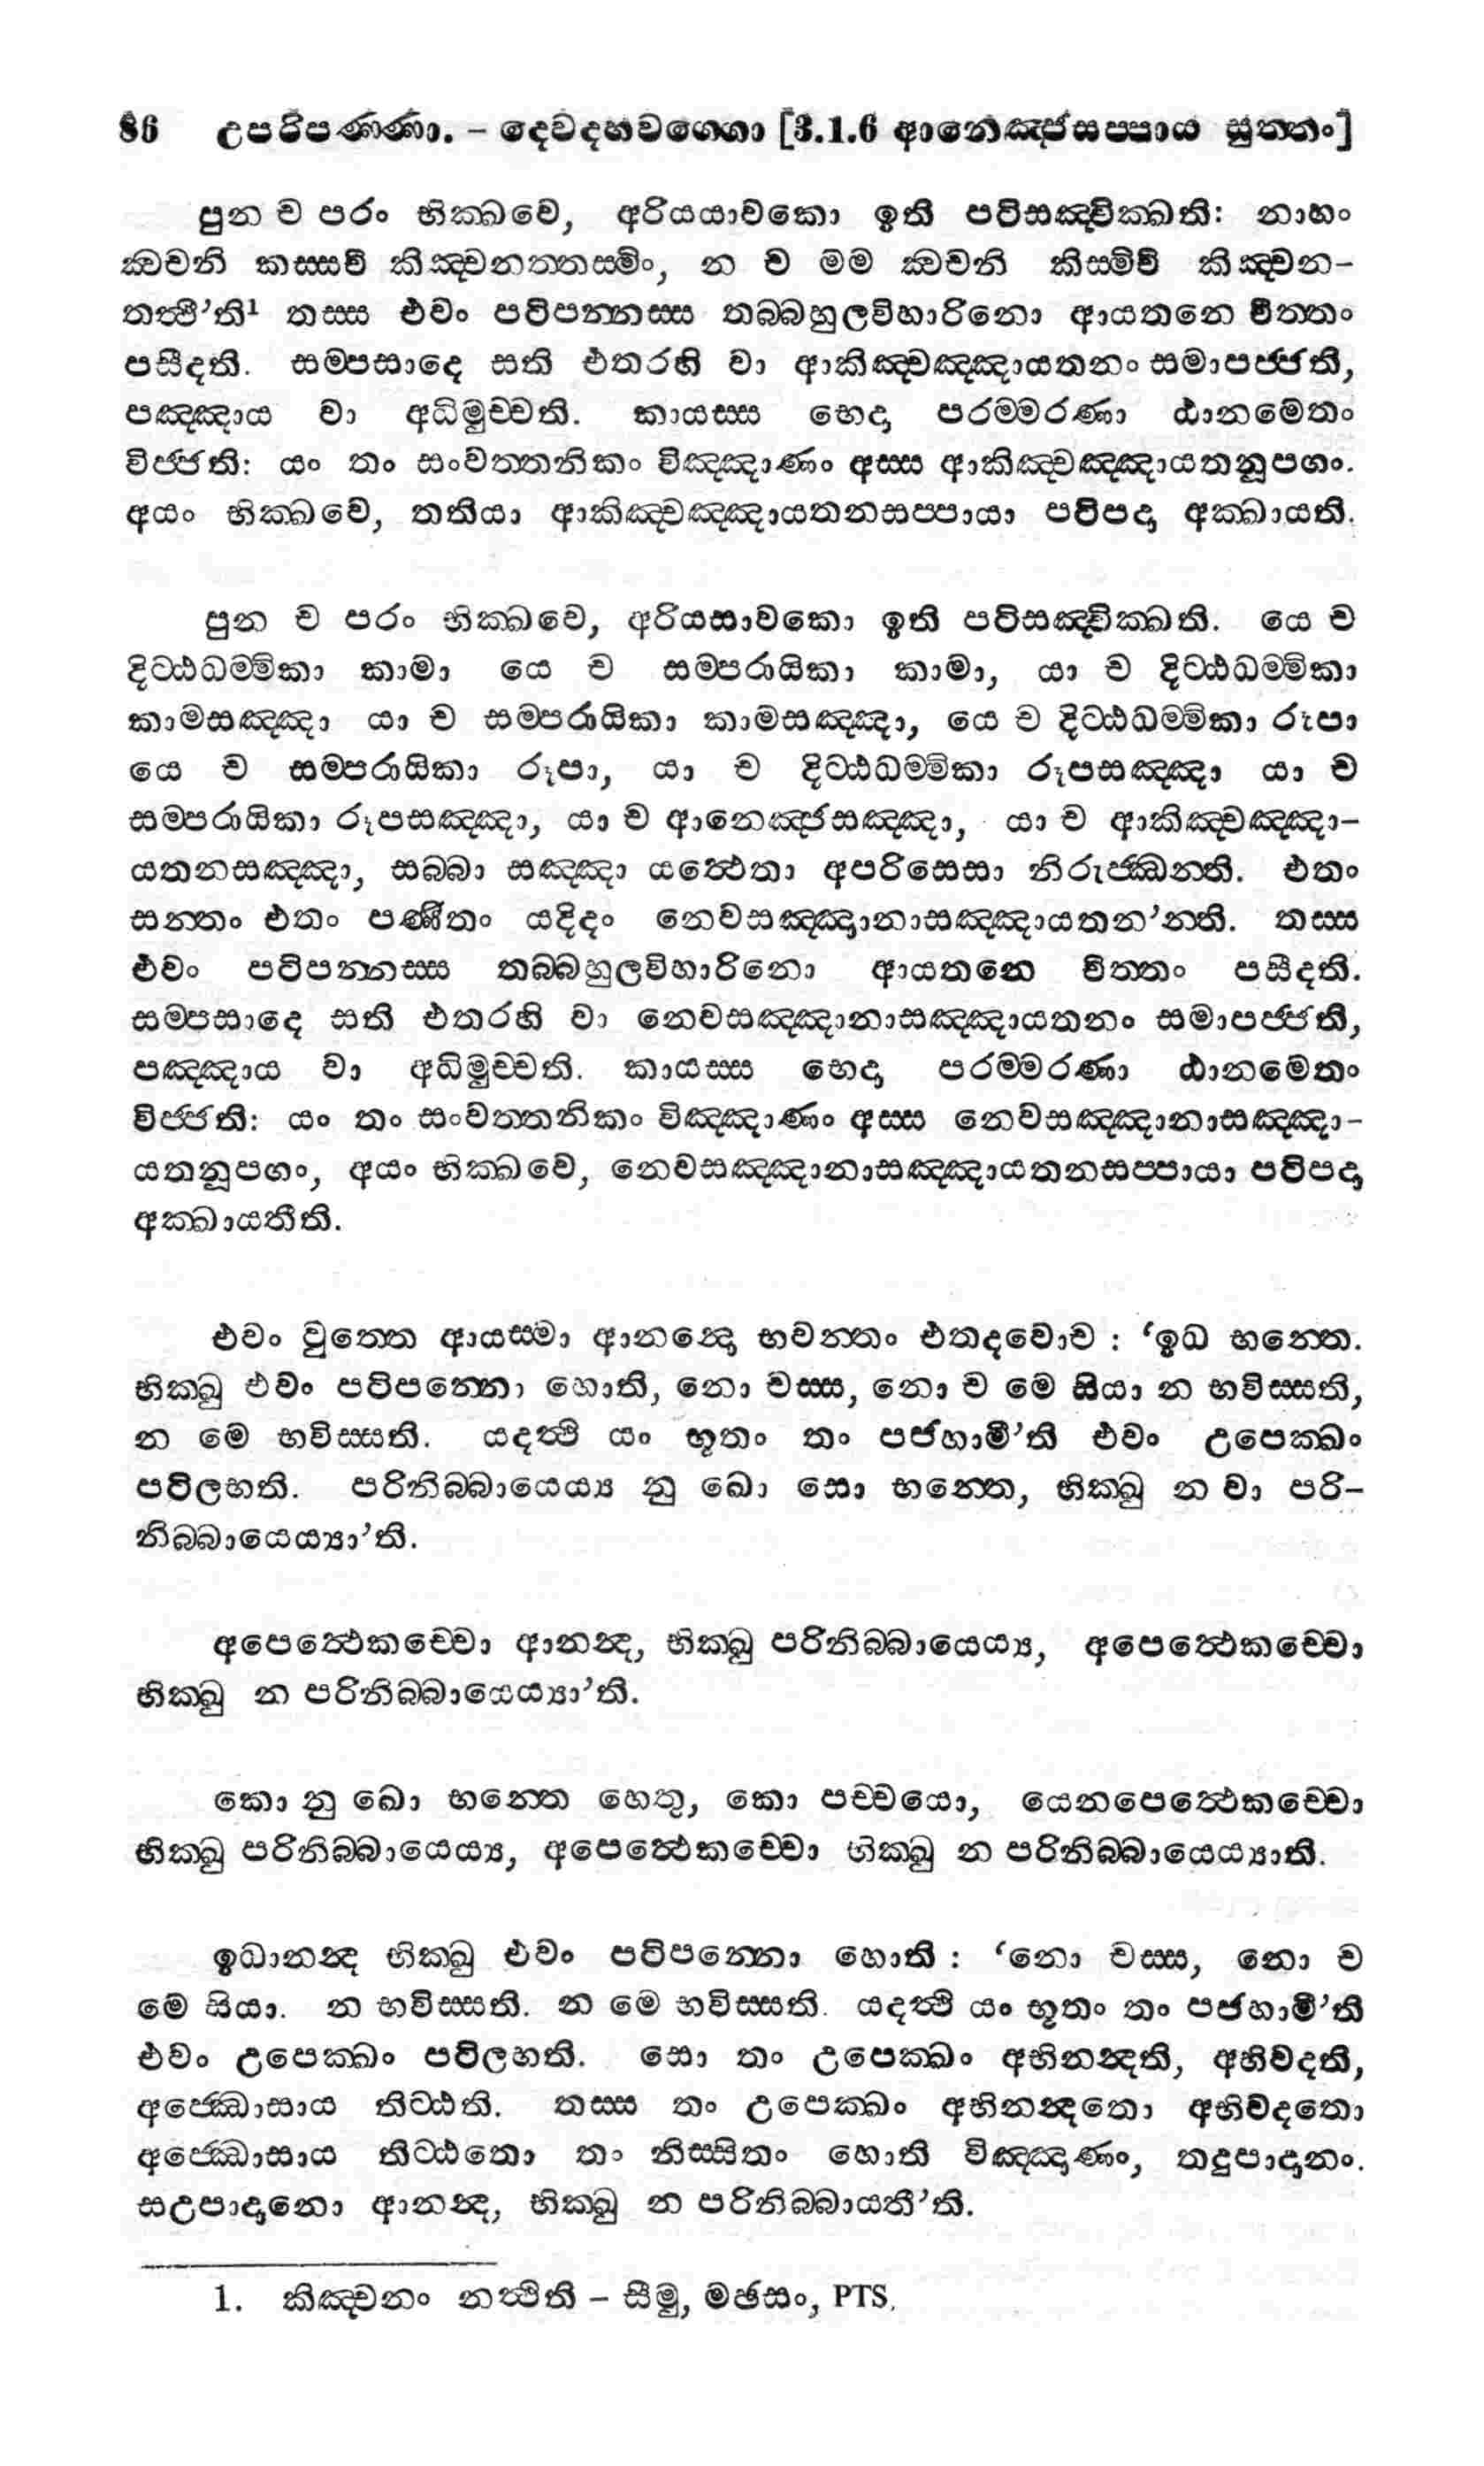 86 උපරිපණ්ණා. – දෙවදහවග්ගො [3.1.6 ආනෙඤ්ජසප්පාය සුත්තං]
පුන ච පරං භික්ඛවෙ, අරියයාවකො ඉති පටිසඤ්චික්ඛති: නාහං
ක්වචනි කස්සචි කිඤ්චනත්තස්මිං, න ච මම ක්වචනි කිස්මිචි කිඤ්චන-
තත්ථී’ති¹ තස්ස එවං පටිපන්නස්ස තබ්බහුලවිහාරිනො ආයතනෙ චිත්තං
පසීදති. සම්පසාදෙ සති එතරහි වා ආකිඤ්චඤ්ඤායතනං සමාපජ්ජති,
පඤ්ඤාය වා අධිමුච්චති. කායස්ස භෙදා පරම්මරණා ඨානමෙතං
විජ්ජති: යං තං සංවත්තනිකං විඤ්ඤාණං අස්ස ආකිඤ්චඤ්ඤායතනූපගං.
අයං භික්ඛවෙ, තතියා ආකිඤ්චඤ්ඤායතනසප්පායා පටිපදා අක්ඛායති.
පුන ච පරං භික්ඛවෙ, අරියසාවකො ඉති පටිසඤ්චික්ඛති. යෙ ච
දිට්ඨධම්මිකා කාමා යෙ ච සම්පරායිකා කාමා, යා ච දිට්ඨධම්මිකා
කාමසඤ්ඤා යා ච සම්පරායිකා කාමසඤ්ඤා, යෙ ච දිට්ඨධම්මිකා රූපා
යෙ ච සම්පරායිකා රූපා, යා ච දිට්ඨධම්මිකා රූපසඤ්ඤා යා ච
සම්පරායිකා රූපසඤ්ඤා, යා ච ආනෙඤ්ජසඤ්ඤා, යා ච ආකිඤ්චඤ්ඤා-
යතනසඤ්ඤා, සබ්බා සඤ්ඤා යත්ථෙතා අපරිසෙසා නිරුජ්ඣන්ති. එතං
සන්තං එතං පණීතං යදිදං නෙවසඤ්ඤානාසඤ්ඤායතන’න්ති. තස්ස
එවං පටිපන්නස්ස තබ්බහුලවිහාරිනො ආයතනෙ චිත්තං පසීදති.
සම්පසාදෙ සති එතරහි වා නෙවසඤ්ඤානාසඤ්ඤායතනං සමාපජ්ජති,
පඤ්ඤාය වා අධිමුච්චති. කායස්ස භෙදා පරම්මරණා ඨානමෙතං
විජ්ජති: යං තං සංවත්තනිකං විඤ්ඤාණං අස්ස නෙවසඤ්ඤානාසඤ්ඤා-
යතනූපගං, අයං භික්ඛවෙ, නෙවසඤ්ඤානාසඤ්ඤායතනසප්පායා පටිපදා
අක්ඛායතීති.
එවං වුත්තෙ ආයස්මා ආනන්දො භවන්තං එතදවොච : ‘ඉධ භන්තෙ.
භික්ඛු එවං පටිපන්නො හොති, නො චස්ස, නො ච මෙ සියා න භවිස්සති,
න මෙ භවිස්සති. යදත්ථි යං භූතං තං පජහාමී’ති එවං උපෙක්ඛං
පටිලභති. පරිනිබ්බායෙය්‍ය නු ඛො සො භන්තෙ, භික්ඛු න වා පරි-
නිබ්බායෙය්‍යා’ති.
අපෙත්ථෙකච්චො ආනන්ද, භික්ඛු පරිනිබ්බායෙය්‍ය, අපෙත්ථෙකච්චො
භික්ඛු න පරිනිබ්බායෙය්‍යා’ති.
කො නු ඛො භන්තෙ හෙතු, කො පච්චයො, යෙනපෙත්ථෙකච්චො
භික්ඛු පරිනිබ්බායෙය්‍ය, අපෙත්ථෙකච්චො භික්ඛු න පරිනිබ්බායෙය්‍යාති.
ඉධානන්ද භික්ඛු එවං පටිපන්නො හොති : ‘නො චස්ස, නො ච
මෙ සියා. න භවිස්සති. න මෙ භවිස්සති. යදත්ථි යං භූතං තං පජහාමී’ති
එවං උපෙක්ඛං පටිලභති. සො තං උපෙක්ඛං අභිනන්දති, අභිවදති,
අජ්ඣොසාය තිට්ඨති. තස්ස තං උපෙක්ඛං අභිනන්දතො අභිවදතො
අජ්ඣොසාය තිට්ඨතො තං නිස්සිතං හොති විඤ්ඤාණං, තදුපාදානං.
සඋපාදානො ආනන්ද, භික්ඛු න පරිනිබ්බායතී’ති.
1. කිඤ්චනං නත්ථිති – සීමු, මඡසං, PTS.